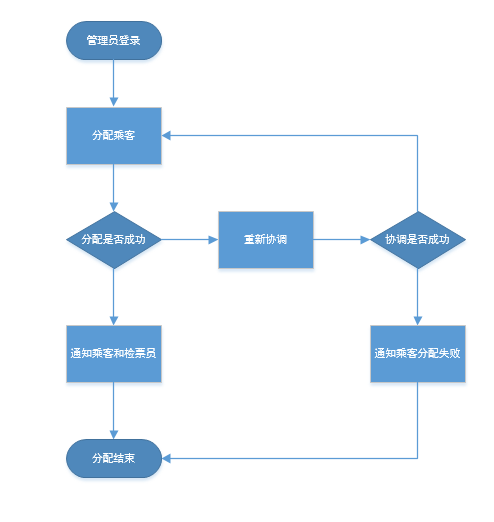 管理员登录
分配乘客
分配是否成功
重新协调
协调是否成功
通知乘客和检票员
通知乘客分配失败
分配结束